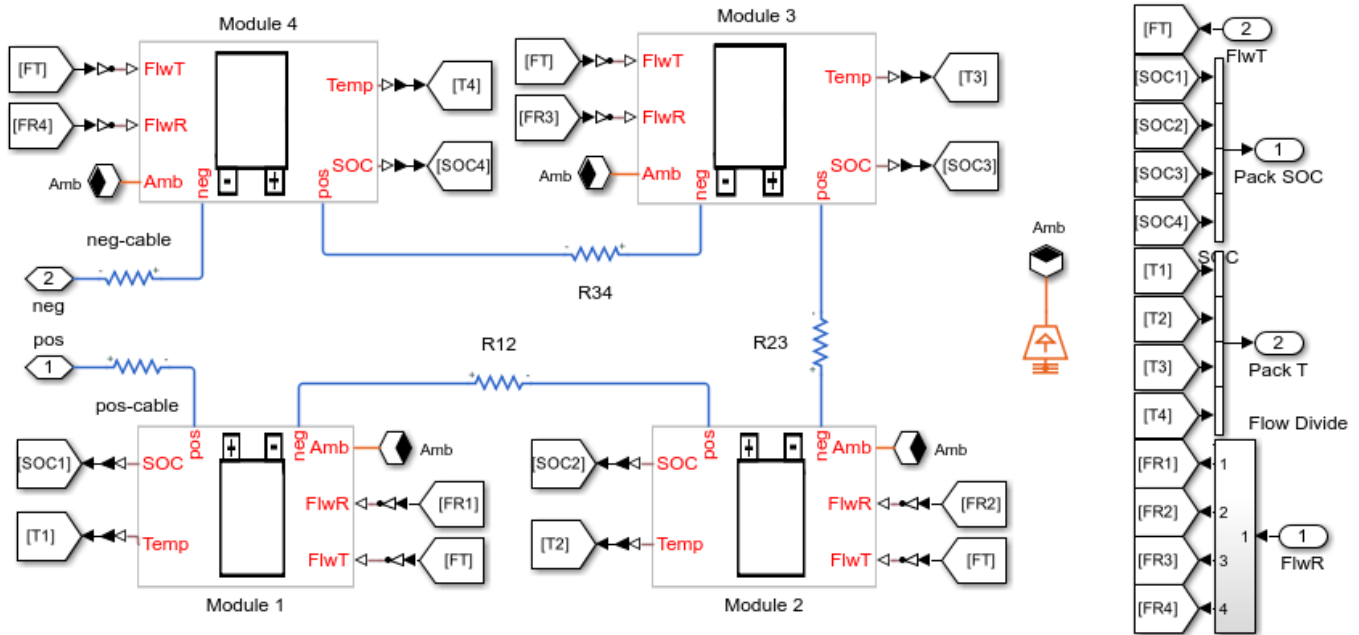 Module 4
[FT]
FlwT
Temp
[T4]
[FR4]
FlwR
SOC
[SOC4]
Amb
Amb
neg
pos
neg-cable
-
+
2
neg
-
+
R34
Module 3
[FT]
FlwT
Temp
[T3]
[FR3]
FlwR
SOC
[SOC3]
Amb
Amb
neg
pos
-
+
R23
pos
1
+
-
pos-cable
R12
+
-
pos
neg
Amb
Amb
[SOC1]
SOC
FlwR
[FR1]
[T1]
Temp
FlwT
[FT]
Module 1
pos
neg
Amb
Amb
[SOC2]
SOC
FlwR
[FR2]
[T2]
Temp
FlwT
[FT]
Module 2
Amb
[FT]
2
FlwT
[SOC1]
[SOC2]
[SOC3]
[SOC4]
1
Pack SOC
SOC
[T1]
[T2]
[T3]
[T4]
2
Pack T
Flow Divide
[FR1]
1
[FR2]
2
[FR3]
3
[FR4]
4
1
1
FlwR